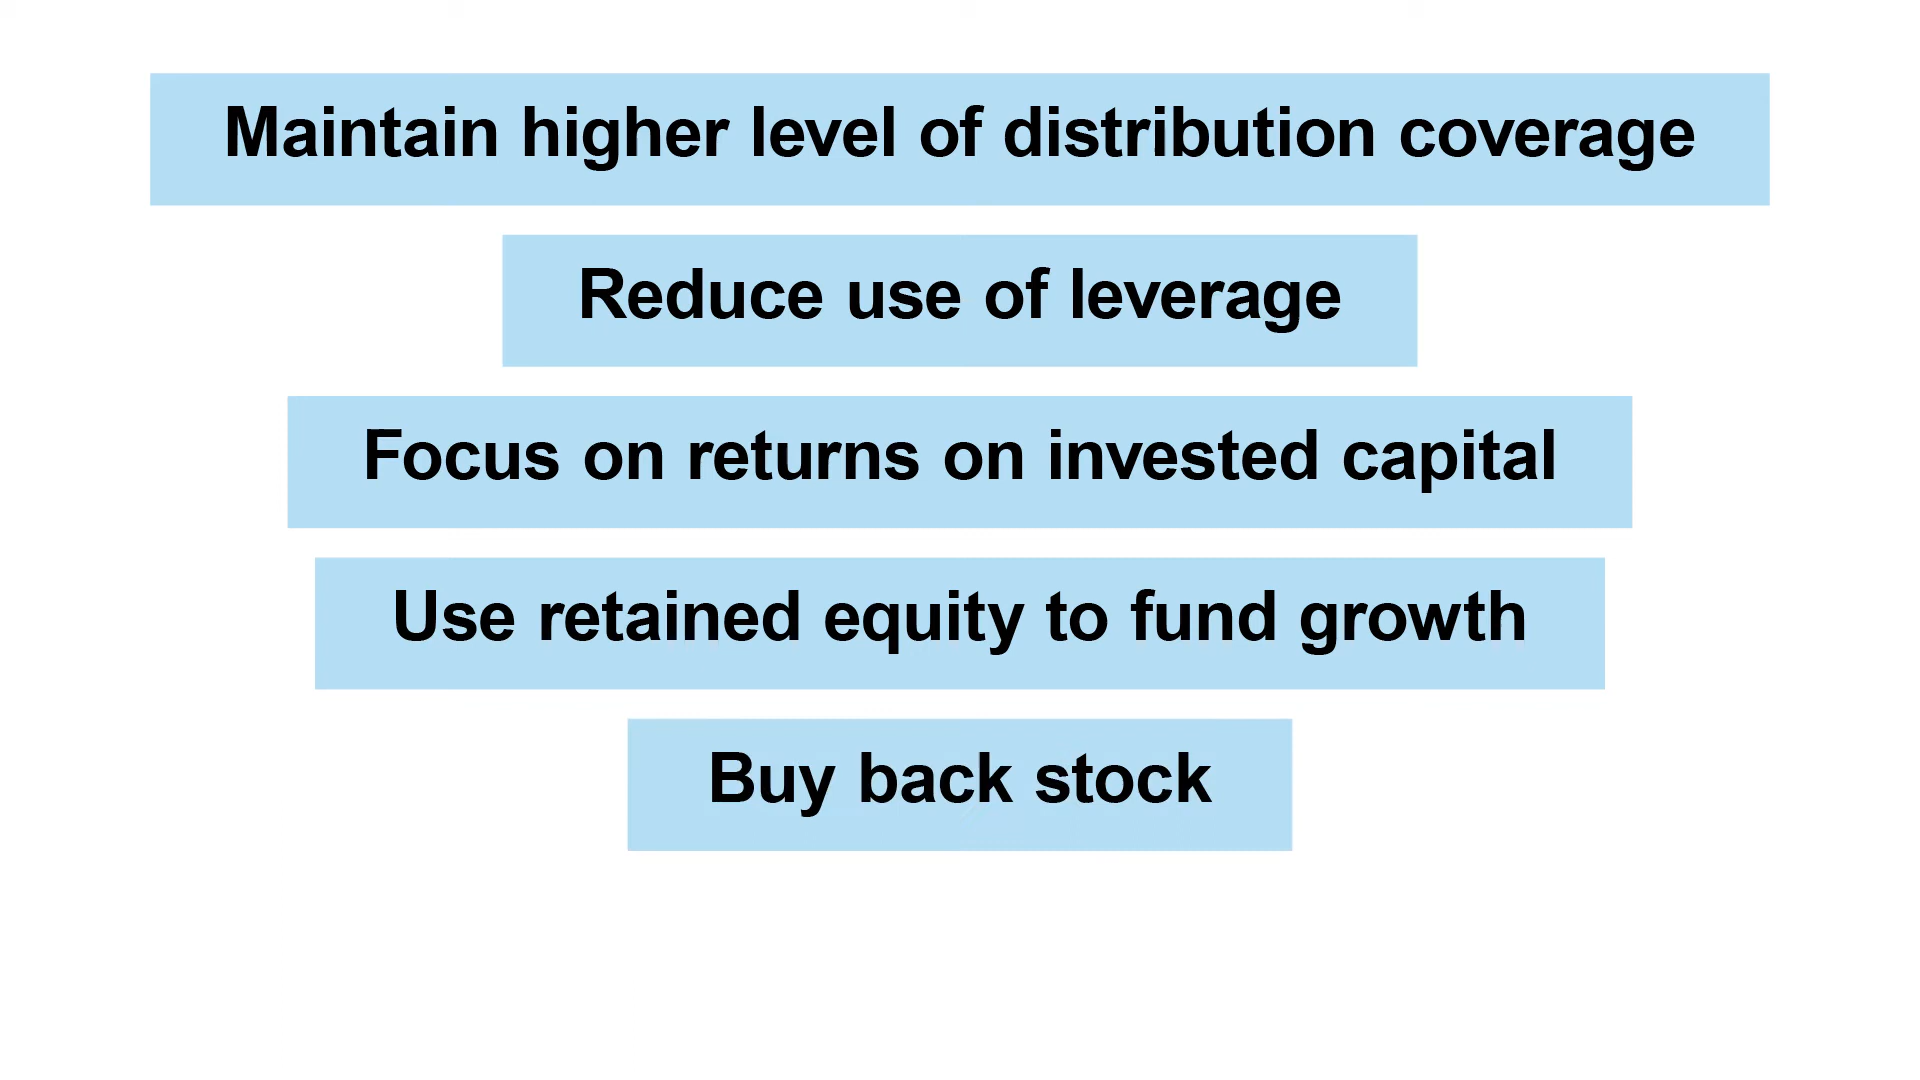 Maintain higher level of distribution coverage
Reduce use of leverage
Focus on returns on invested capital
Use retained equity to fund growth
Buy back stock